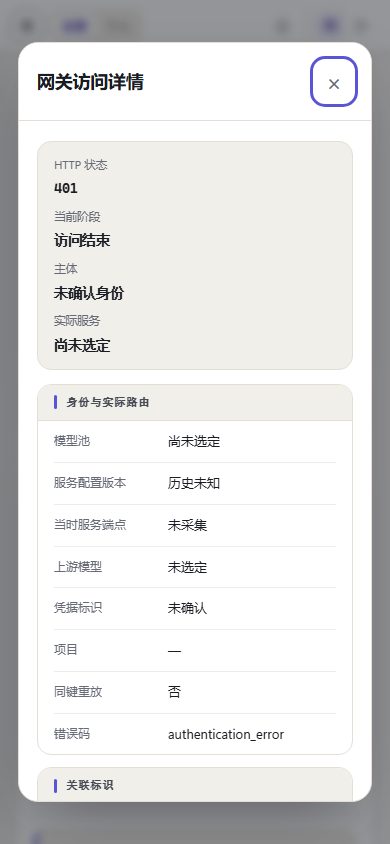 网关访问详情
×
HTTP 状态
401
当前阶段
访问结束
主体
未确认身份
实际服务
尚未选定
身份与实际路由
模型池 尚未选定
服务配置版本 历史未知
当时服务端点 未采集
上游模型 未选定
凭据标识 未确认
项目 —
同键重放 否
错误码 authentication_error
关联标识